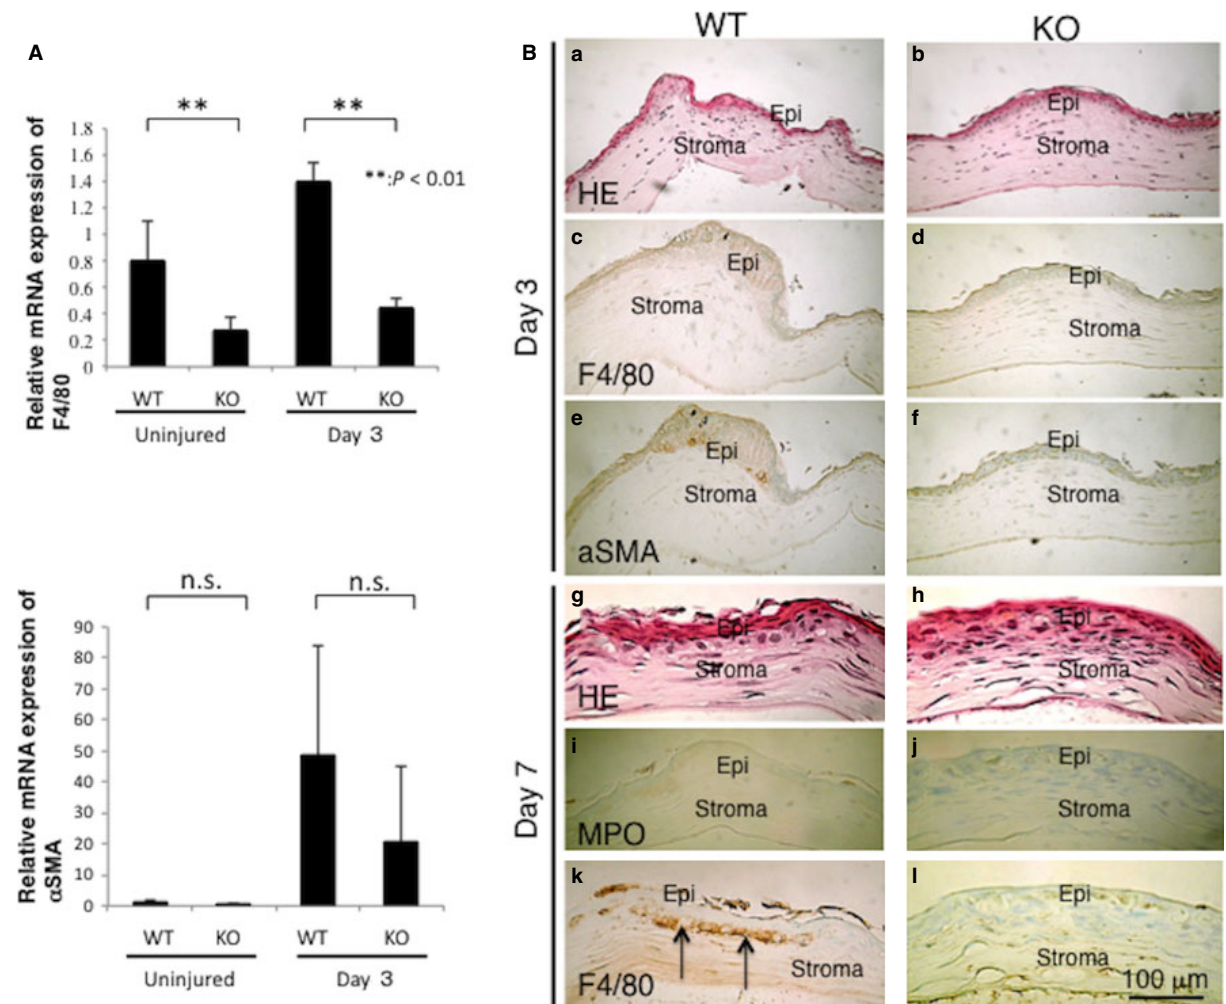 A
**
**
Relative mRNA expression of
F4/80
1.8
1.6
1.4
1.2
1
0.8
0.6
0.4
0.2
0
**:P < 0.01
WT
KO
WT
KO
Uninjured
Day 3
n.s.
n.s.
Relative mRNA expression of
αSMA
90
80
70
60
50
40
30
20
10
0
WT
KO
WT
KO
Uninjured
Day 3
B
WT
KO
Day 3
a
Epi
Stroma
HE
b
Epi
Stroma
c
Epi
Stroma
F4/80
d
Epi
Stroma
e
Epi
Stroma
aSMA
f
Epi
Stroma
Day 7
g
Epi
Stroma
HE
h
Epi
Stroma
i
Epi
Stroma
MPO
j
Epi
Stroma
k
Epi
Stroma
F4/80
l
Epi
Stroma
100 μm